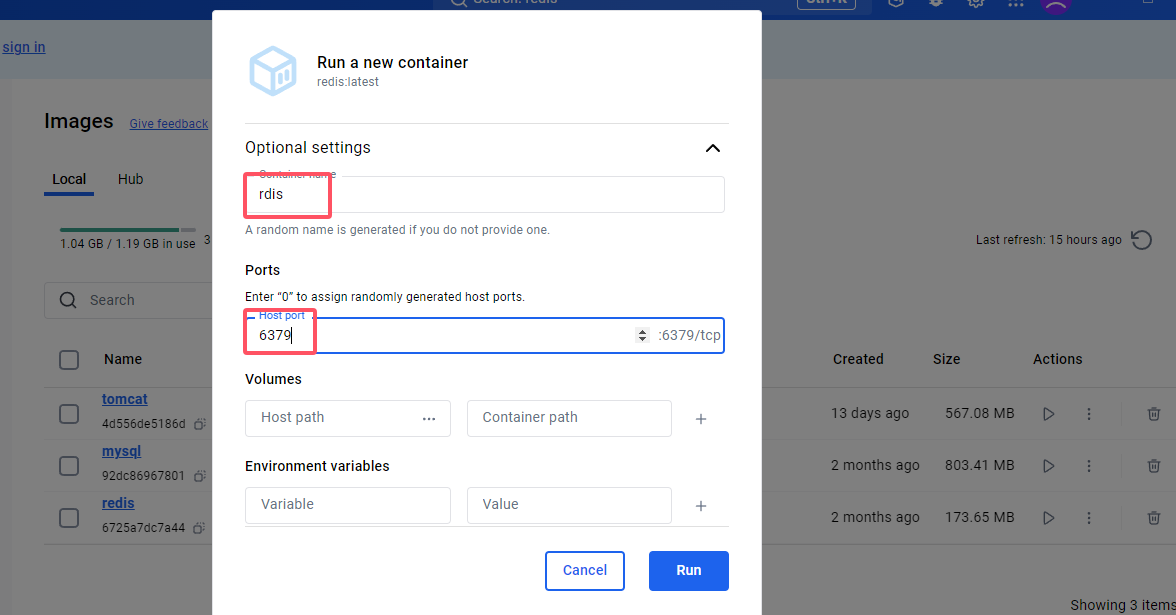 Search: redis
Ctrl+K
sign in
Run a new container
redis:latest
Images
Give feedback
Optional settings
Local
Hub
Container name
rdis
A random name is generated if you do not provide one.
1.04 GB / 1.19 GB in use
3
Last refresh: 15 hours ago
Ports
Enter “0” to assign randomly generated host ports.
Search
Host port
6379
:6379/tcp
Name
Created
Size
Actions
Volumes
tomcat
4d556de5186d
13 days ago
567.08 MB
Host path
Container path
mysql
92dc86967801
2 months ago
803.41 MB
Environment variables
redis
6725a7dc7a44
2 months ago
173.65 MB
Variable
Value
Cancel
Run
Showing 3 items